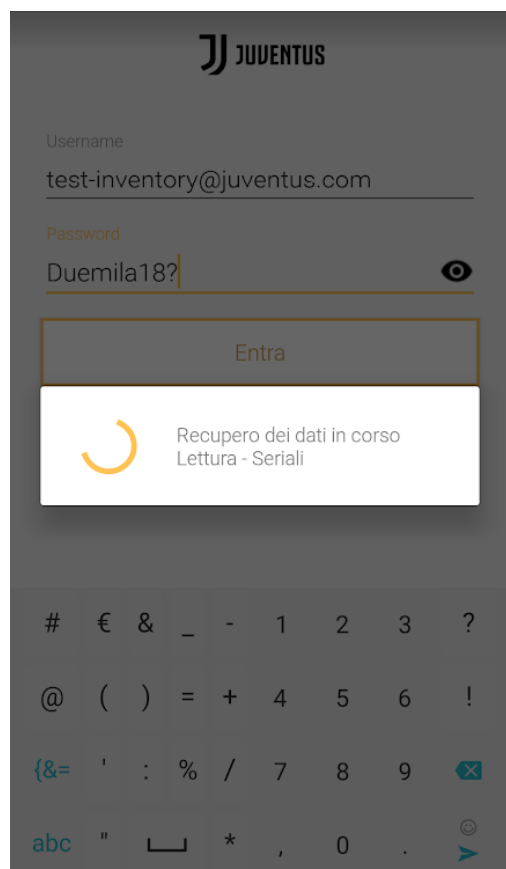 JUVENTUS
Username
test-inventory@juventus.com
Password
Duemila18?
Entra
Recupero dei dati in corso
Lettura - Seriali
# € & _ - 1 2 3 ?
@ ( ) = + 4 5 6 !
{&= ' : % / 7 8 9
abc " * , 0 .